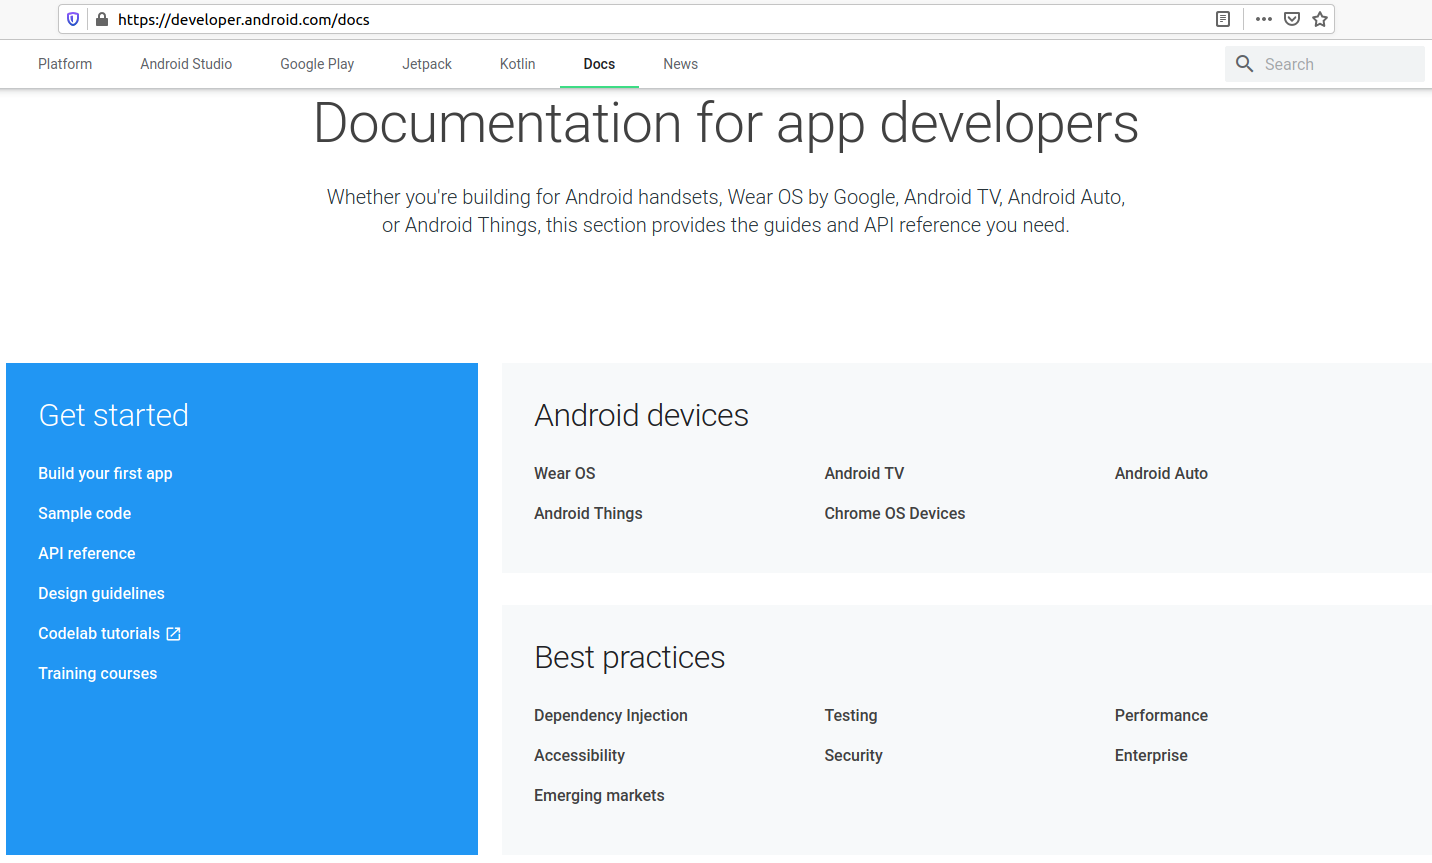 https://developer.android.com/docs
Platform Android Studio Google Play Jetpack Kotlin Docs News Search
Documentation for app developers
Whether you're building for Android handsets, Wear OS by Google, Android TV, Android Auto,
or Android Things, this section provides the guides and API reference you need.
Get started
Build your first app
Sample code
API reference
Design guidelines
Codelab tutorials
Training courses
Android devices
Wear OS Android TV Android Auto
Android Things Chrome OS Devices
Best practices
Dependency Injection Testing Performance
Accessibility Security Enterprise
Emerging markets